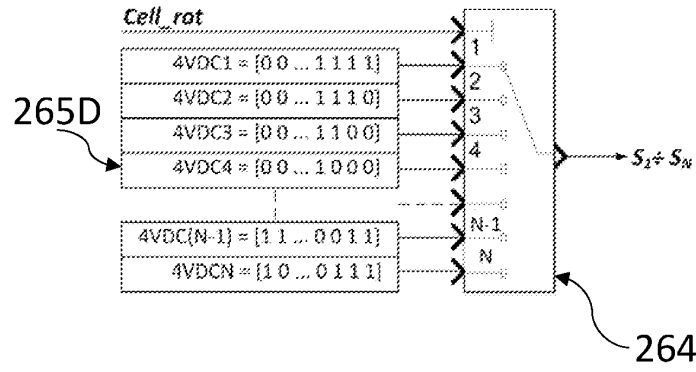 Cell_rot
4VDC1 = [0 0 ... 1 1 1 1]
4VDC2 = [0 0 ... 1 1 1 0]
4VDC3 = [0 0 ... 1 1 0 0]
4VDC4 = [0 0 ... 1 0 0 0]
4VDC(N-1) = [1 1 ... 0 0 1 1]
4VDCN = [1 0 ... 0 1 1 1]
265D
1
2
3
4
N-1
N
S1÷ SN
264